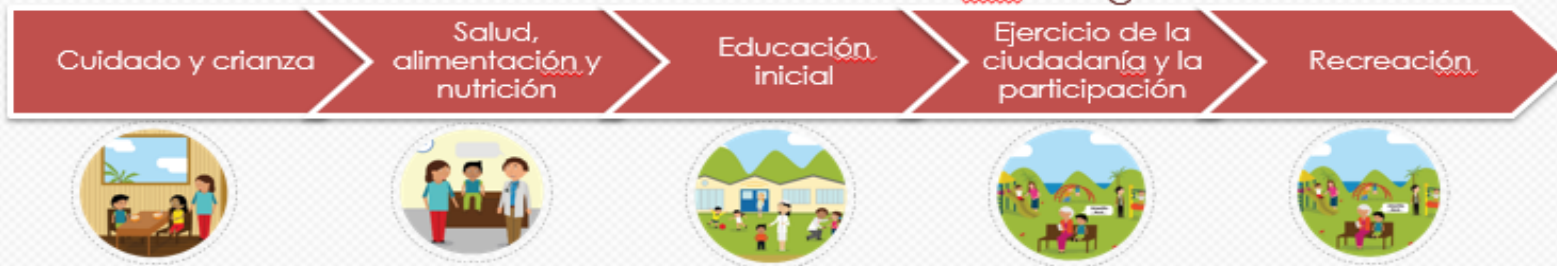 Cuidado y crianza
Salud,
alimentación y
nutrición
Educación
inicial
Ejercicio de la
ciudadanía y la
participación
Recreación